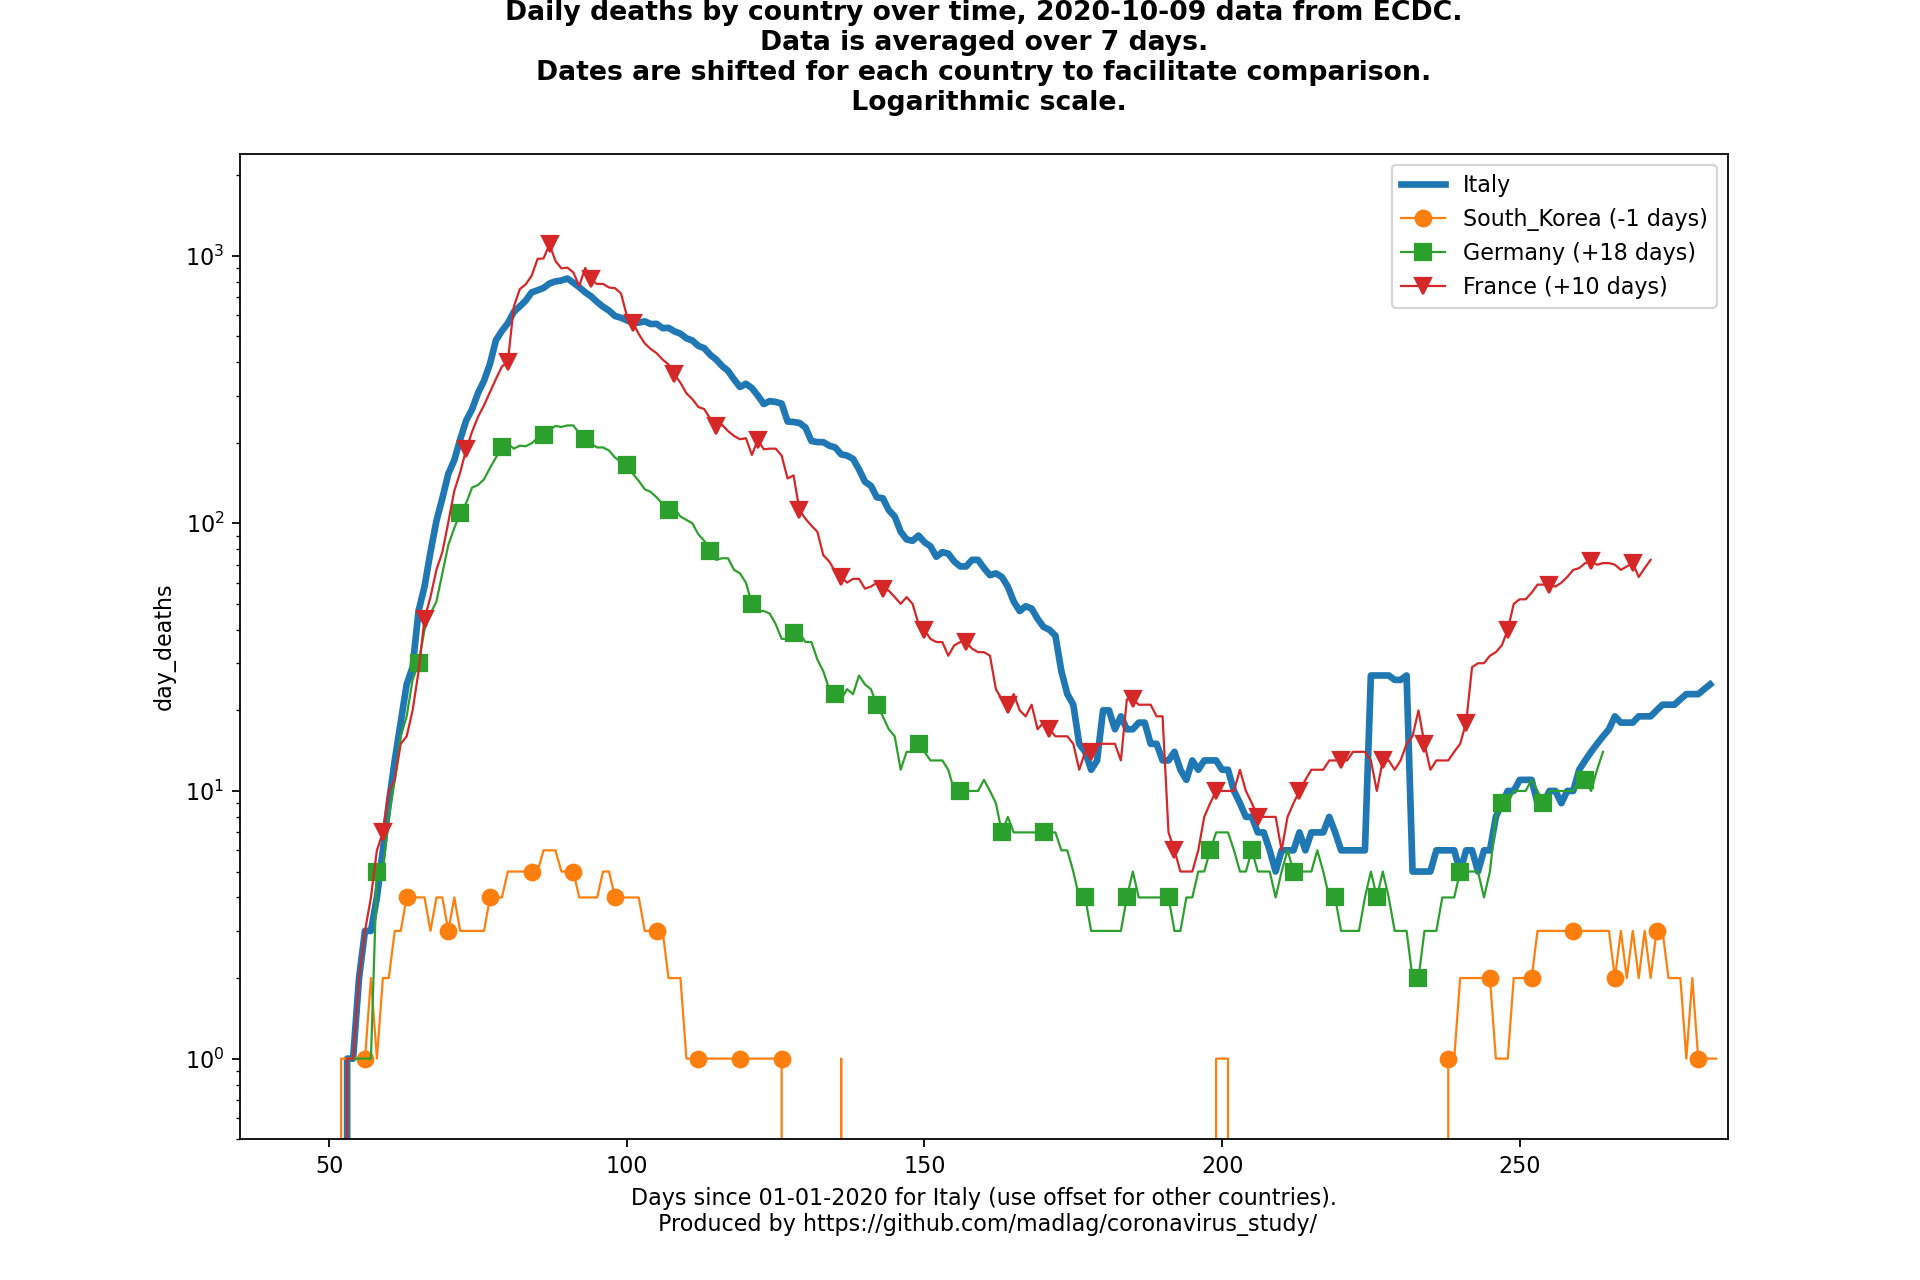 Daily deaths by country over time, 2020-10-09 data from ECDC.
Data is averaged over 7 days.
Dates are shifted for each country to facilitate comparison.
Logarithmic scale.
Italy
South_Korea (-1 days)
Germany (+18 days)
France (+10 days)
day_deaths
10³
10²
10¹
10⁰
50 100 150 200 250
Days since 01-01-2020 for Italy (use offset for other countries).
Produced by https://github.com/madlag/coronavirus_study/